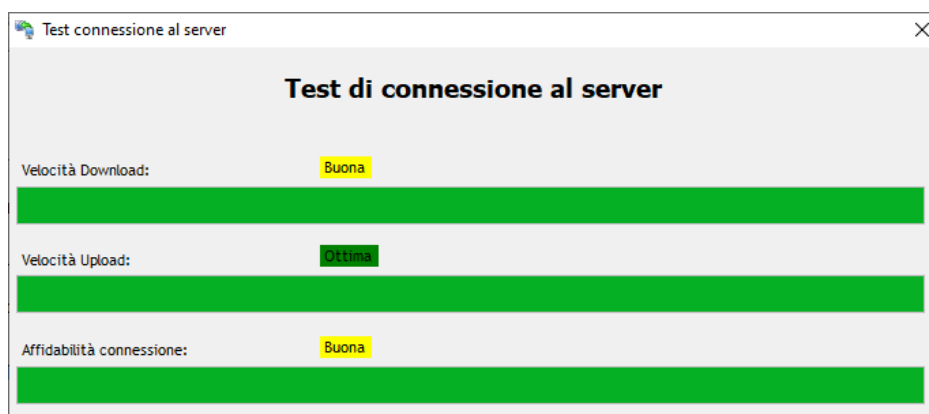 Test connessione al server
Test di connessione al server
Velocità Download: Buona
Velocità Upload: Ottima
Affidabilità connessione: Buona